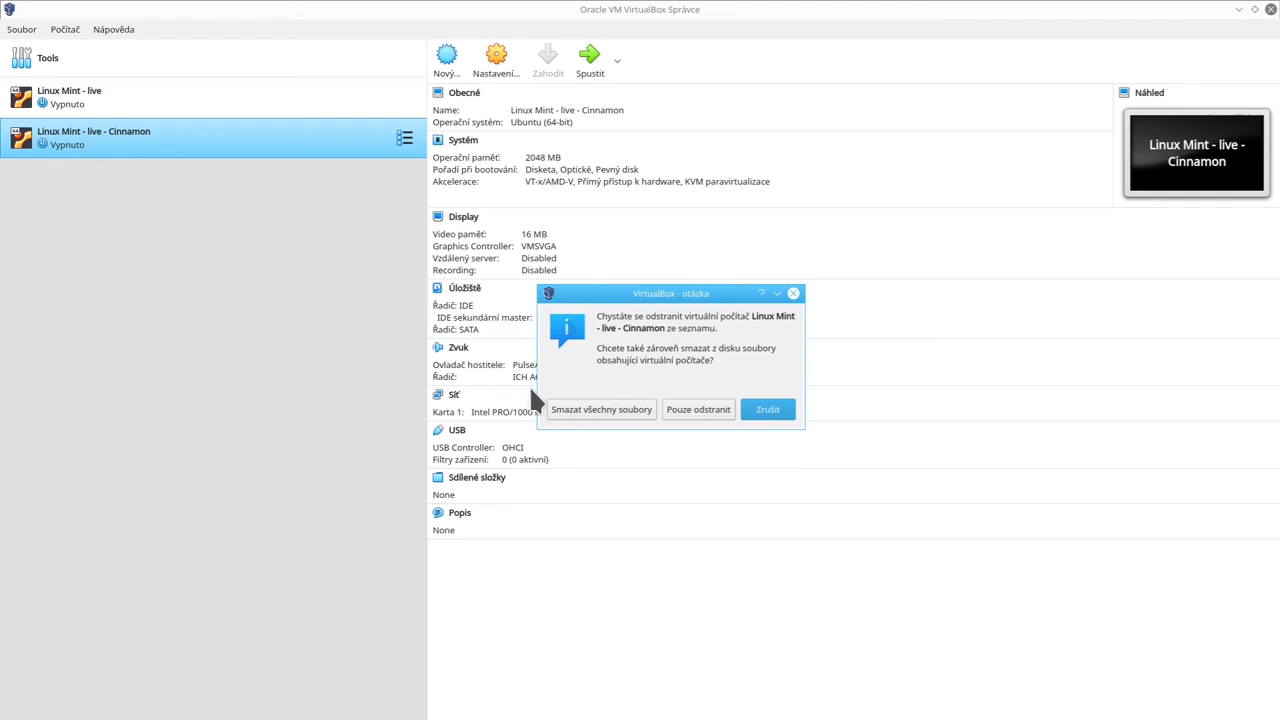 Oracle VM VirtualBox Správce
Soubor Počítač Nápověda
Tools
Nový... Nastavení... Zahodit Spustit
Linux Mint - live
Vypnuto
Linux Mint - live - Cinnamon
Vypnuto
Obecné
Name: Linux Mint - live - Cinnamon
Operační systém: Ubuntu (64-bit)
Systém
Operační paměť: 2048 MB
Pořadí při bootování: Disketa, Optické, Pevný disk
Akcelerace: VT-x/AMD-V, Přímý přístup k hardware, KVM paravirtualizace
Náhled
Linux Mint - live -
Cinnamon
Display
Video paměť: 16 MB
Graphics Controller: VMSVGA
Vzdálený server: Disabled
Recording: Disabled
Úložiště
Řadič: IDE
IDE sekundární master:
Řadič: SATA
Zvuk
Ovladač hostitele:
Řadič: ICH
Síť
Karta 1: Intel PRO/1000
USB
USB Controller: OHCI
Filtry zařízení: 0 (0 aktivní)
Sdílené složky
None
Popis
None
VirtualBox - otázka
Chystáte se odstranit virtuální počítač Linux Mint
- live - Cinnamon ze seznamu.
Chcete také zároveň smazat z disku soubory
obsahující virtuální počítače?
Smazat všechny soubory Pouze odstranit Zrušit